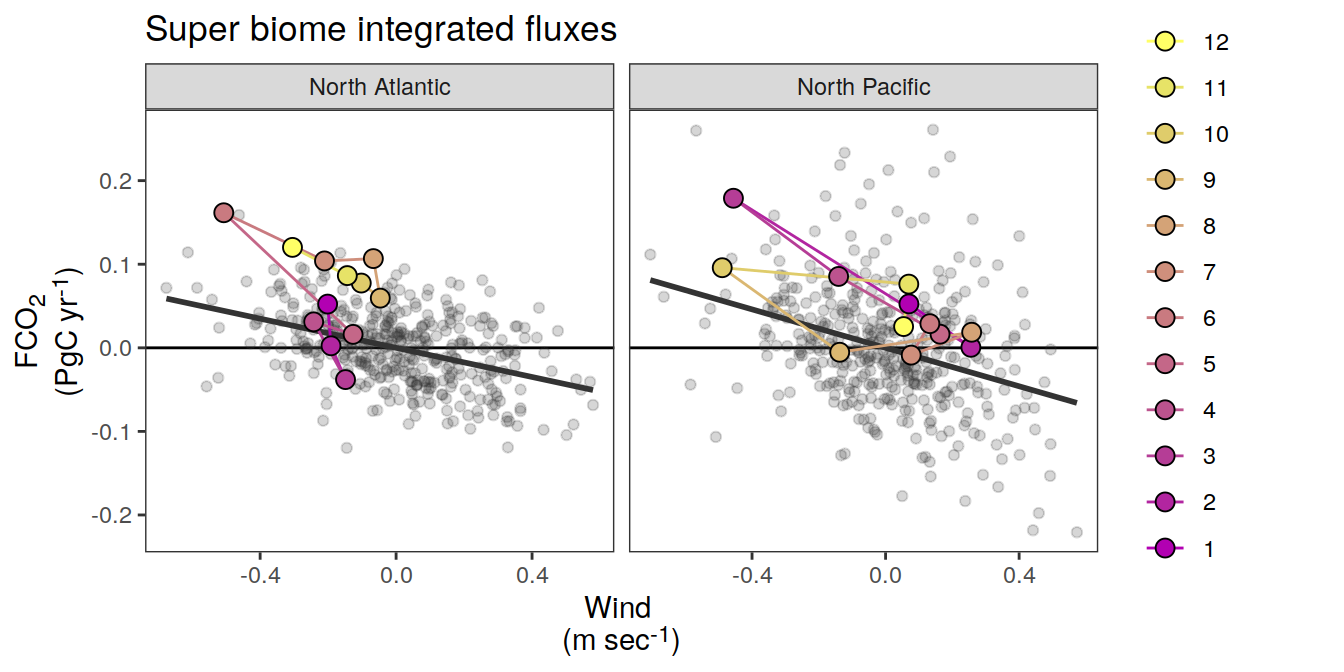 Super biome integrated fluxes
North Atlantic
North Pacific
FCO₂
(PgC yr⁻¹)
0.2
0.1
0.0
-0.1
-0.2
-0.4 0.0 0.4
-0.4 0.0 0.4
Wind
(m sec⁻¹)
12
11
10
9
8
7
6
5
4
3
2
1